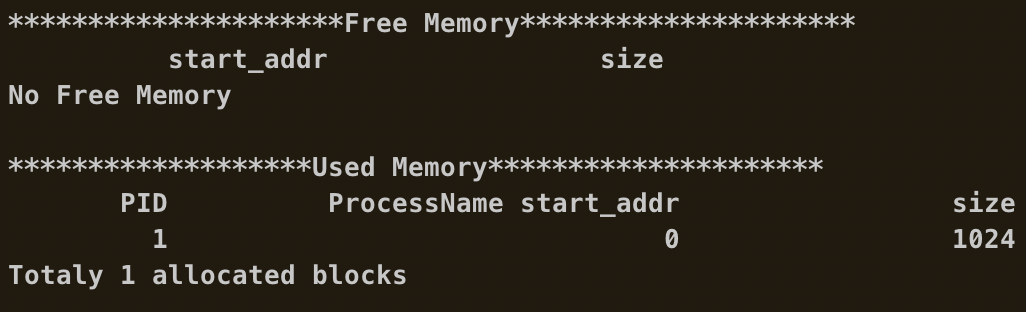 *********************Free Memory*********************
start_addr size
No Free Memory
*******************Used Memory*********************
PID ProcessName start_addr size
1 0 1024
Totaly 1 allocated blocks